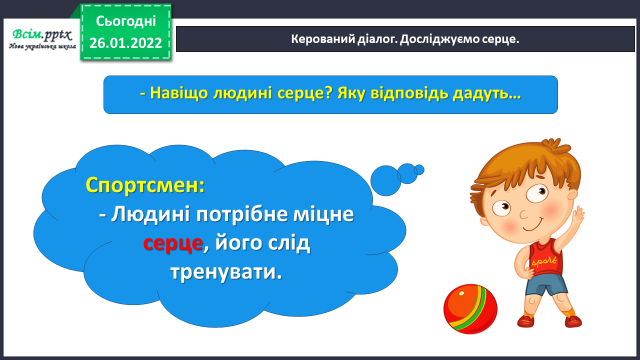 Всім.pptx
Нова українська школа
Сьогодні
26.01.2022
Керований діалог. Досліджуємо серце.
- Навіщо людині серце? Яку відповідь дадуть...
Спортсмен:
- Людині потрібне міцне
серце, його слід
тренувати.
sport